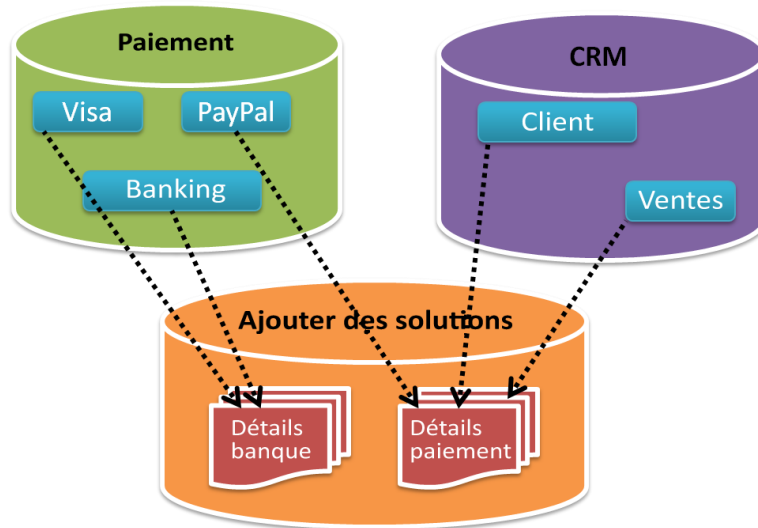 Paiement
CRM
Visa
PayPal
Client
Banking
Ventes
Ajouter des solutions
Détails
banque
Détails
paiement